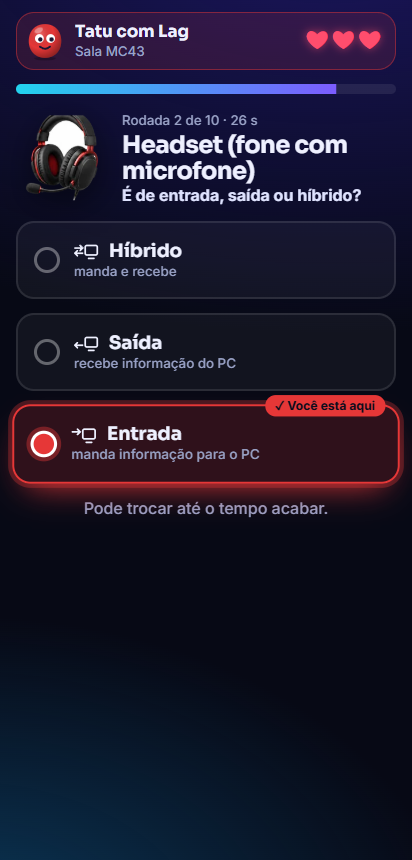 Tatu com Lag
Sala MC43
Rodada 2 de 10 · 26 s
Headset (fone com
microfone)
É de entrada, saída ou híbrido?
Híbrido
manda e recebe
Saída
recebe informação do PC
✓ Você está aqui
Entrada
manda informação para o PC
Pode trocar até o tempo acabar.